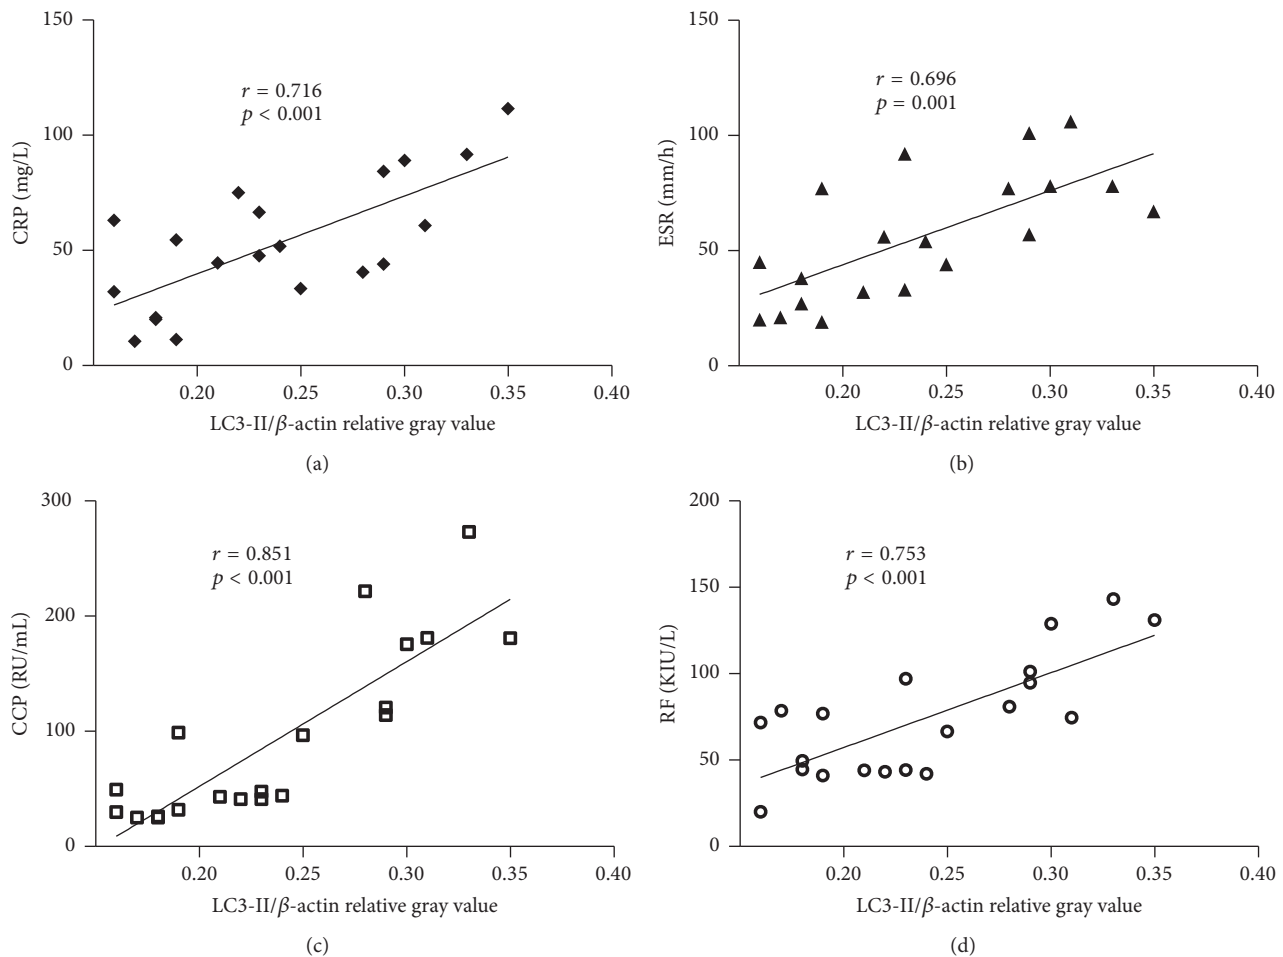 150
100
50
0
CRP (mg/L)
r = 0.716
p < 0.001
0.20 0.25 0.30 0.35 0.40
LC3-II/β-actin relative gray value
(a)
150
100
50
0
ESR (mm/h)
r = 0.696
p = 0.001
0.20 0.25 0.30 0.35 0.40
LC3-II/β-actin relative gray value
(b)
300
200
100
0
CCP (RU/mL)
r = 0.851
p < 0.001
0.20 0.25 0.30 0.35 0.40
LC3-II/β-actin relative gray value
(c)
200
150
100
50
0
RF (KIU/L)
r = 0.753
p < 0.001
0.20 0.25 0.30 0.35 0.40
LC3-II/β-actin relative gray value
(d)